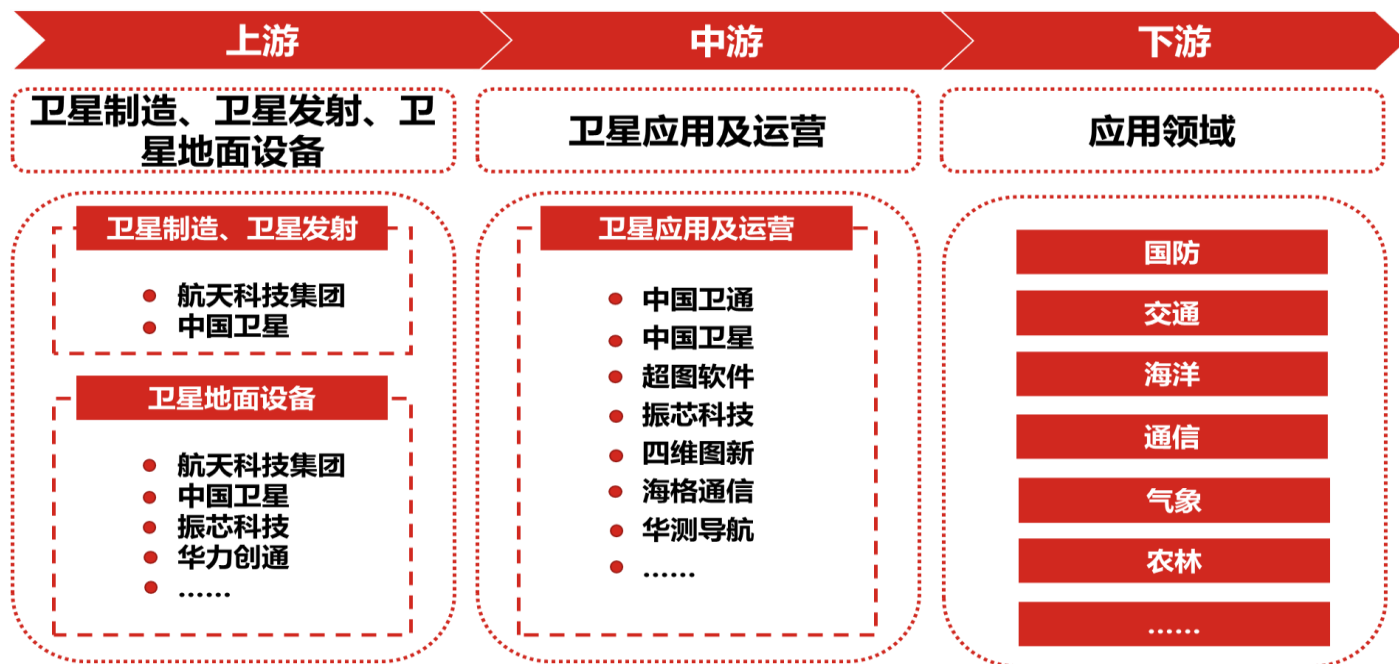 上游
中游
下游
卫星制造、卫星发射、卫
星地面设备
卫星应用及运营
应用领域
卫星制造、卫星发射
航天科技集团
中国卫星
卫星地面设备
航天科技集团
中国卫星
振芯科技
华力创通
......
卫星应用及运营
中国卫通
中国卫星
超图软件
振芯科技
四维图新
海格通信
华测导航
......
国防
交通
海洋
通信
气象
农林
......